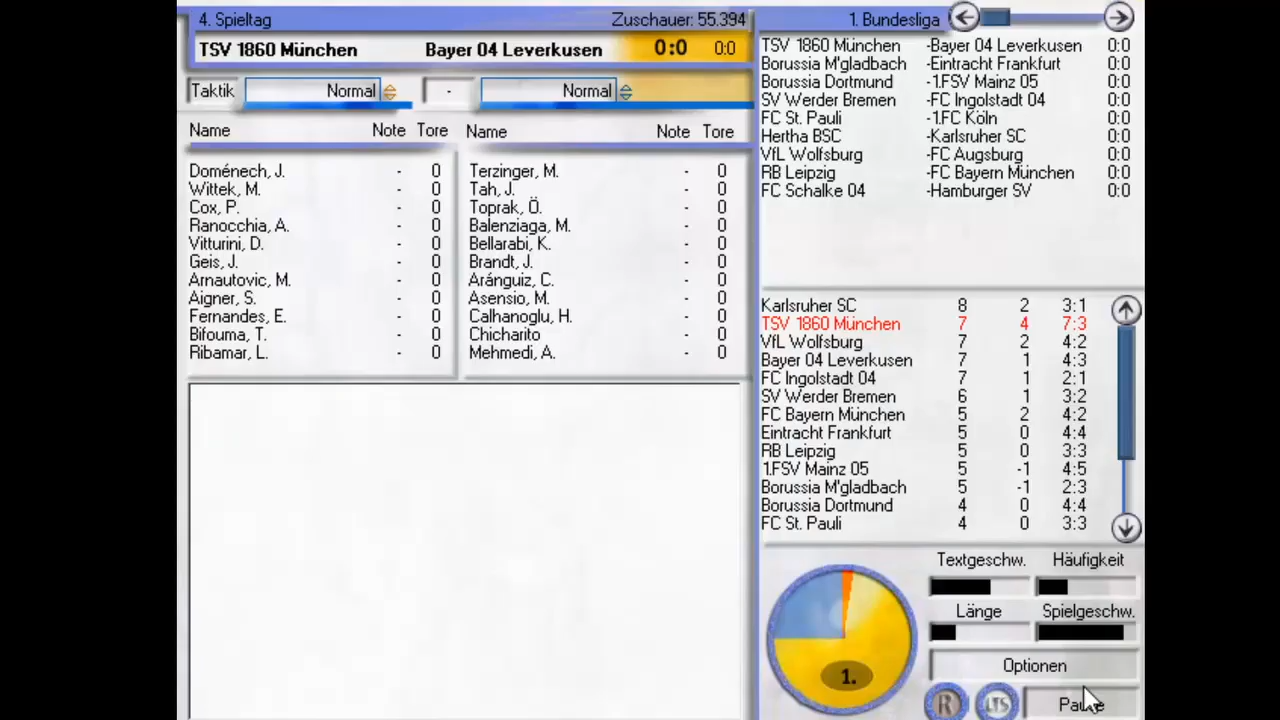 4. Spieltag Zuschauer: 55.394
TSV 1860 München Bayer 04 Leverkusen 0:0 0:0
Taktik Normal - Normal
Name Note Tore Name Note Tore
Doménech, J. - 0 Terzinger, M. - 0
Wittek, M. - 0 Tah, J. - 0
Cox, P. - 0 Toprak, Ö. - 0
Ranocchia, A. - 0 Balenziaga, M. - 0
Vitturini, D. - 0 Bellarabi, K. - 0
Geis, J. - 0 Brandt, J. - 0
Arnautovic, M. - 0 Aránguiz, C. - 0
Aigner, S. - 0 Asensio, M. - 0
Fernandes, E. - 0 Calhanoglu, H. - 0
Bifouma, T. - 0 Chicharito - 0
Ribamar, L. - 0 Mehmedi, A. - 0
1. Bundesliga
TSV 1860 München -Bayer 04 Leverkusen 0:0
Borussia M'gladbach -Eintracht Frankfurt 0:0
Borussia Dortmund -1.FSV Mainz 05 0:0
SV Werder Bremen -FC Ingolstadt 04 0:0
FC St. Pauli -1.FC Köln 0:0
Hertha BSC -Karlsruher SC 0:0
VfL Wolfsburg -FC Augsburg 0:0
RB Leipzig -FC Bayern München 0:0
FC Schalke 04 -Hamburger SV 0:0
Karlsruher SC 8 2 3:1
TSV 1860 München 7 4 7:3
VfL Wolfsburg 7 2 4:2
Bayer 04 Leverkusen 7 1 4:3
FC Ingolstadt 04 7 1 2:1
SV Werder Bremen 6 1 3:2
FC Bayern München 5 2 4:2
Eintracht Frankfurt 5 0 4:4
RB Leipzig 5 0 3:3
1.FSV Mainz 05 5 -1 4:5
Borussia M'gladbach 5 -1 2:3
Borussia Dortmund 4 0 4:4
FC St. Pauli 4 0 3:3
Textgeschw. Häufigkeit
Länge Spielgeschw.
1.
Optionen
R LTS Pause